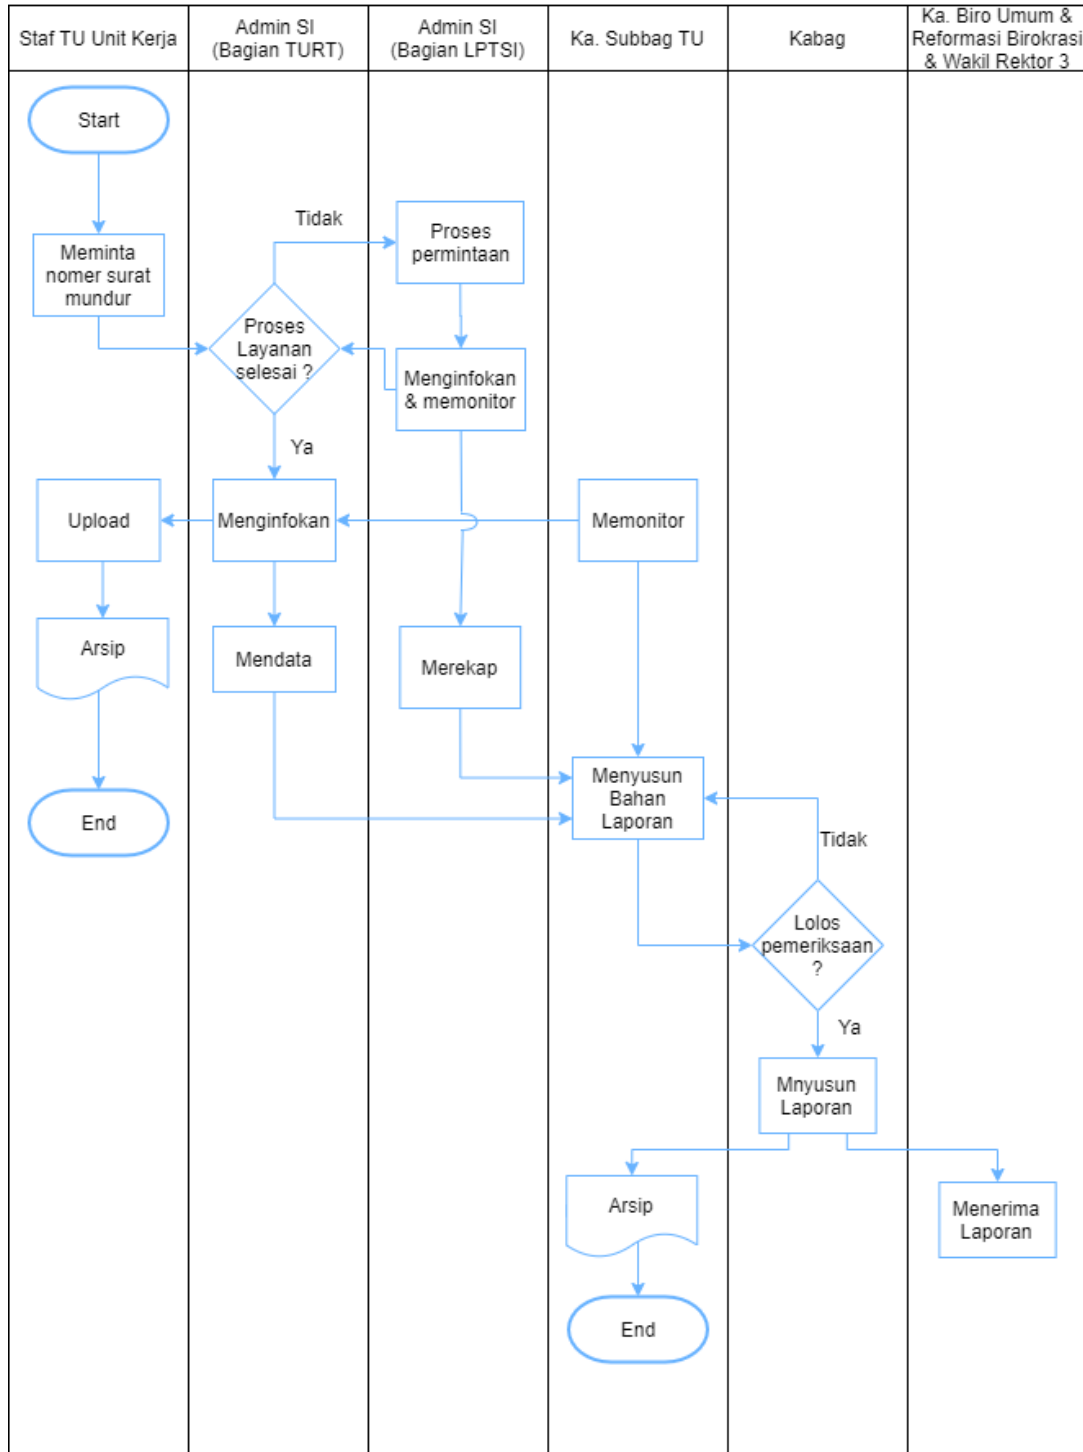 Staf TU Unit Kerja
Admin SI
(Bagian TURT)
Admin SI
(Bagian LPTSI)
Ka. Subbag TU
Kabag
Ka. Biro Umum &
Reformasi Birokrasi
& Wakil Rektor 3
Start
Meminta
nomer surat
mundur
Tidak
Proses
permintaan
Proses
Layanan
selesai ?
Menginfokan
& memonitor
Ya
Upload
Menginfokan
Memonitor
Arsip
Mendata
Merekap
End
Menyusun
Bahan
Laporan
Tidak
Lolos
pemeriksaan
?
Ya
Mnyusun
Laporan
Arsip
Menerima
Laporan
End